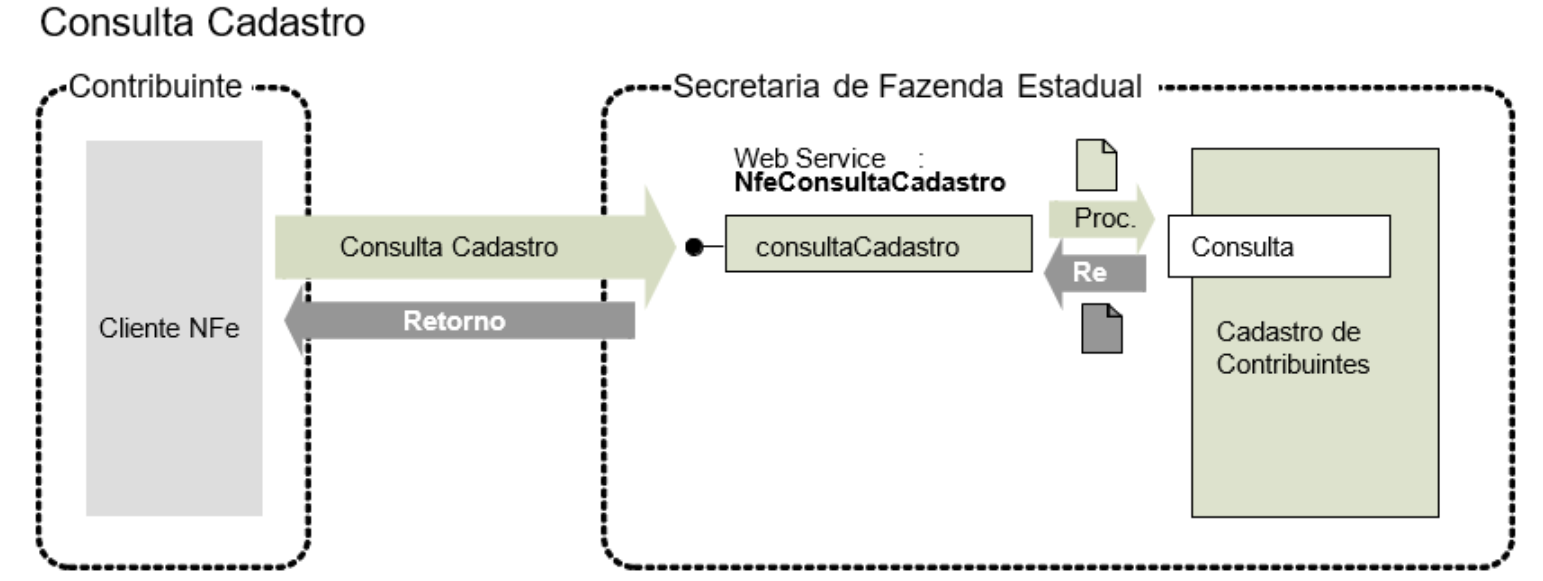 Consulta Cadastro
Contribuinte
Secretaria de Fazenda Estadual
Web Service :
NfeConsultaCadastro
Proc.
Consulta Cadastro
consultaCadastro
Consulta
Re
Retorno
Cliente NFe
Cadastro de
Contribuintes